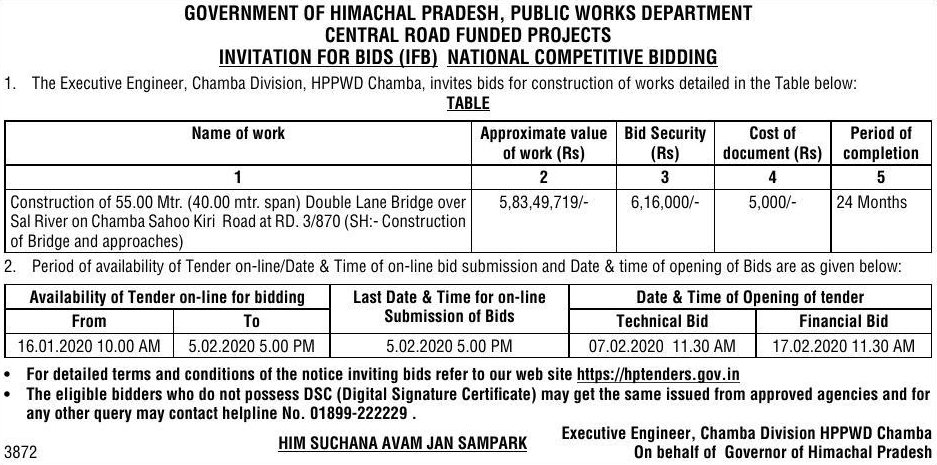 GOVERNMENT OF HIMACHAL PRADESH, PUBLIC WORKS DEPARTMENT
CENTRAL ROAD FUNDED PROJECTS
INVITATION FOR BIDS (IFB) NATIONAL COMPETITIVE BIDDING
1. The Executive Engineer, Chamba Division, HPPWD Chamba, invites bids for construction of works detailed in the Table below:
TABLE
Name of work Approximate value of work (Rs) Bid Security (Rs) Cost of document (Rs) Period of completion
1 2 3 4 5
Construction of 55.00 Mtr. (40.00 mtr. span) Double Lane Bridge over 5,83,49,719/- 6,16,000/- 5,000/- 24 Months
Sal River on Chamba Sahoo Kiri Road at RD. 3/870 (SH:- Construction
of Bridge and approaches)
2. Period of availability of Tender on-line/Date & Time of on-line bid submission and Date & time of opening of Bids are as given below:
Availability of Tender on-line for bidding Last Date & Time for on-line Submission of Bids Date & Time of Opening of tender
From To Technical Bid Financial Bid
16.01.2020 10.00 AM 5.02.2020 5.00 PM 5.02.2020 5.00 PM 07.02.2020 11.30 AM 17.02.2020 11.30 AM
• For detailed terms and conditions of the notice inviting bids refer to our web site https://hptenders.gov.in
• The eligible bidders who do not possess DSC (Digital Signature Certificate) may get the same issued from approved agencies and for
any other query may contact helpline No. 01899-222229 .
Executive Engineer, Chamba Division HPPWD Chamba
3872 HIM SUCHANA AVAM JAN SAMPARK On behalf of Governor of Himachal Pradesh